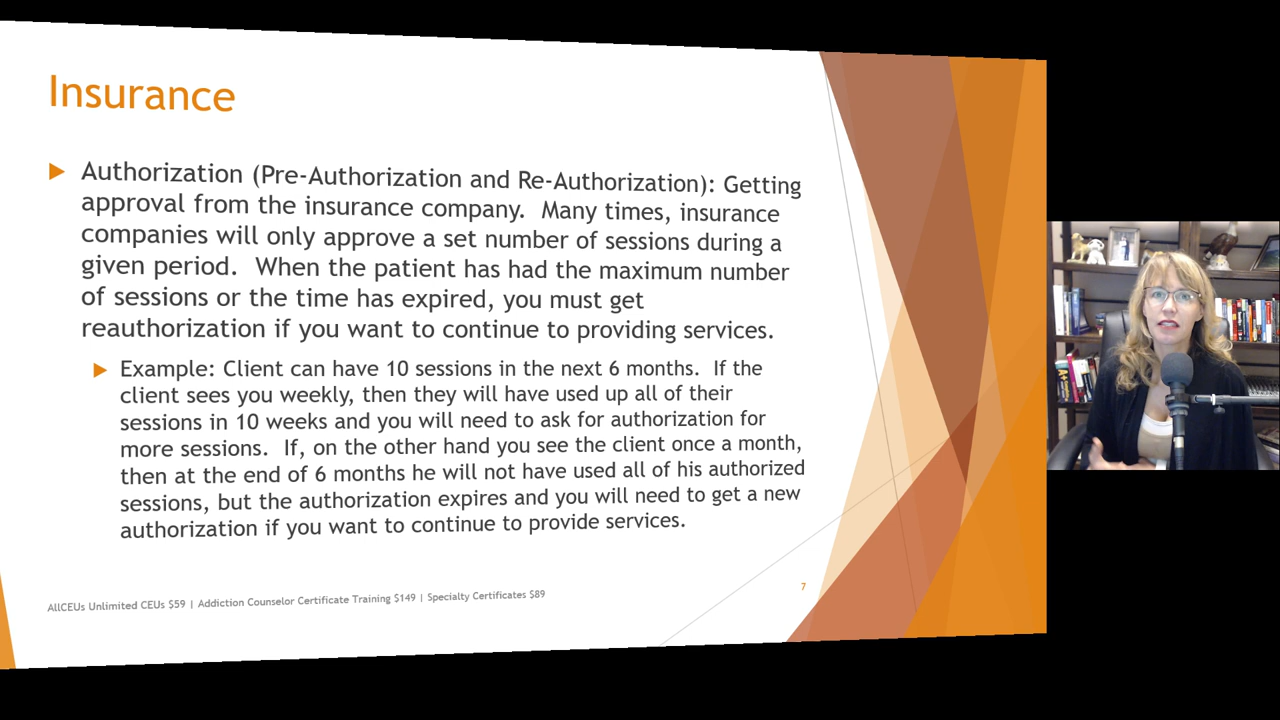 Insurance
Authorization (Pre-Authorization and Re-Authorization): Getting
approval from the insurance company.  Many times, insurance
companies will only approve a set number of sessions during a
given period.  When the patient has had the maximum number
of sessions or the time has expired, you must get
reauthorization if you want to continue to providing services.
Example: Client can have 10 sessions in the next 6 months.  If the
client sees you weekly, then they will have used up all of their
sessions in 10 weeks and you will need to ask for authorization for
more sessions.  If, on the other hand you see the client once a month,
then at the end of 6 months he will not have used all of his authorized
sessions, but the authorization expires and you will need to get a new
authorization if you want to continue to provide services.
7
AllCEUs Unlimited CEUs $59 | Addiction Counselor Certificate Training $149 | Specialty Certificates $89